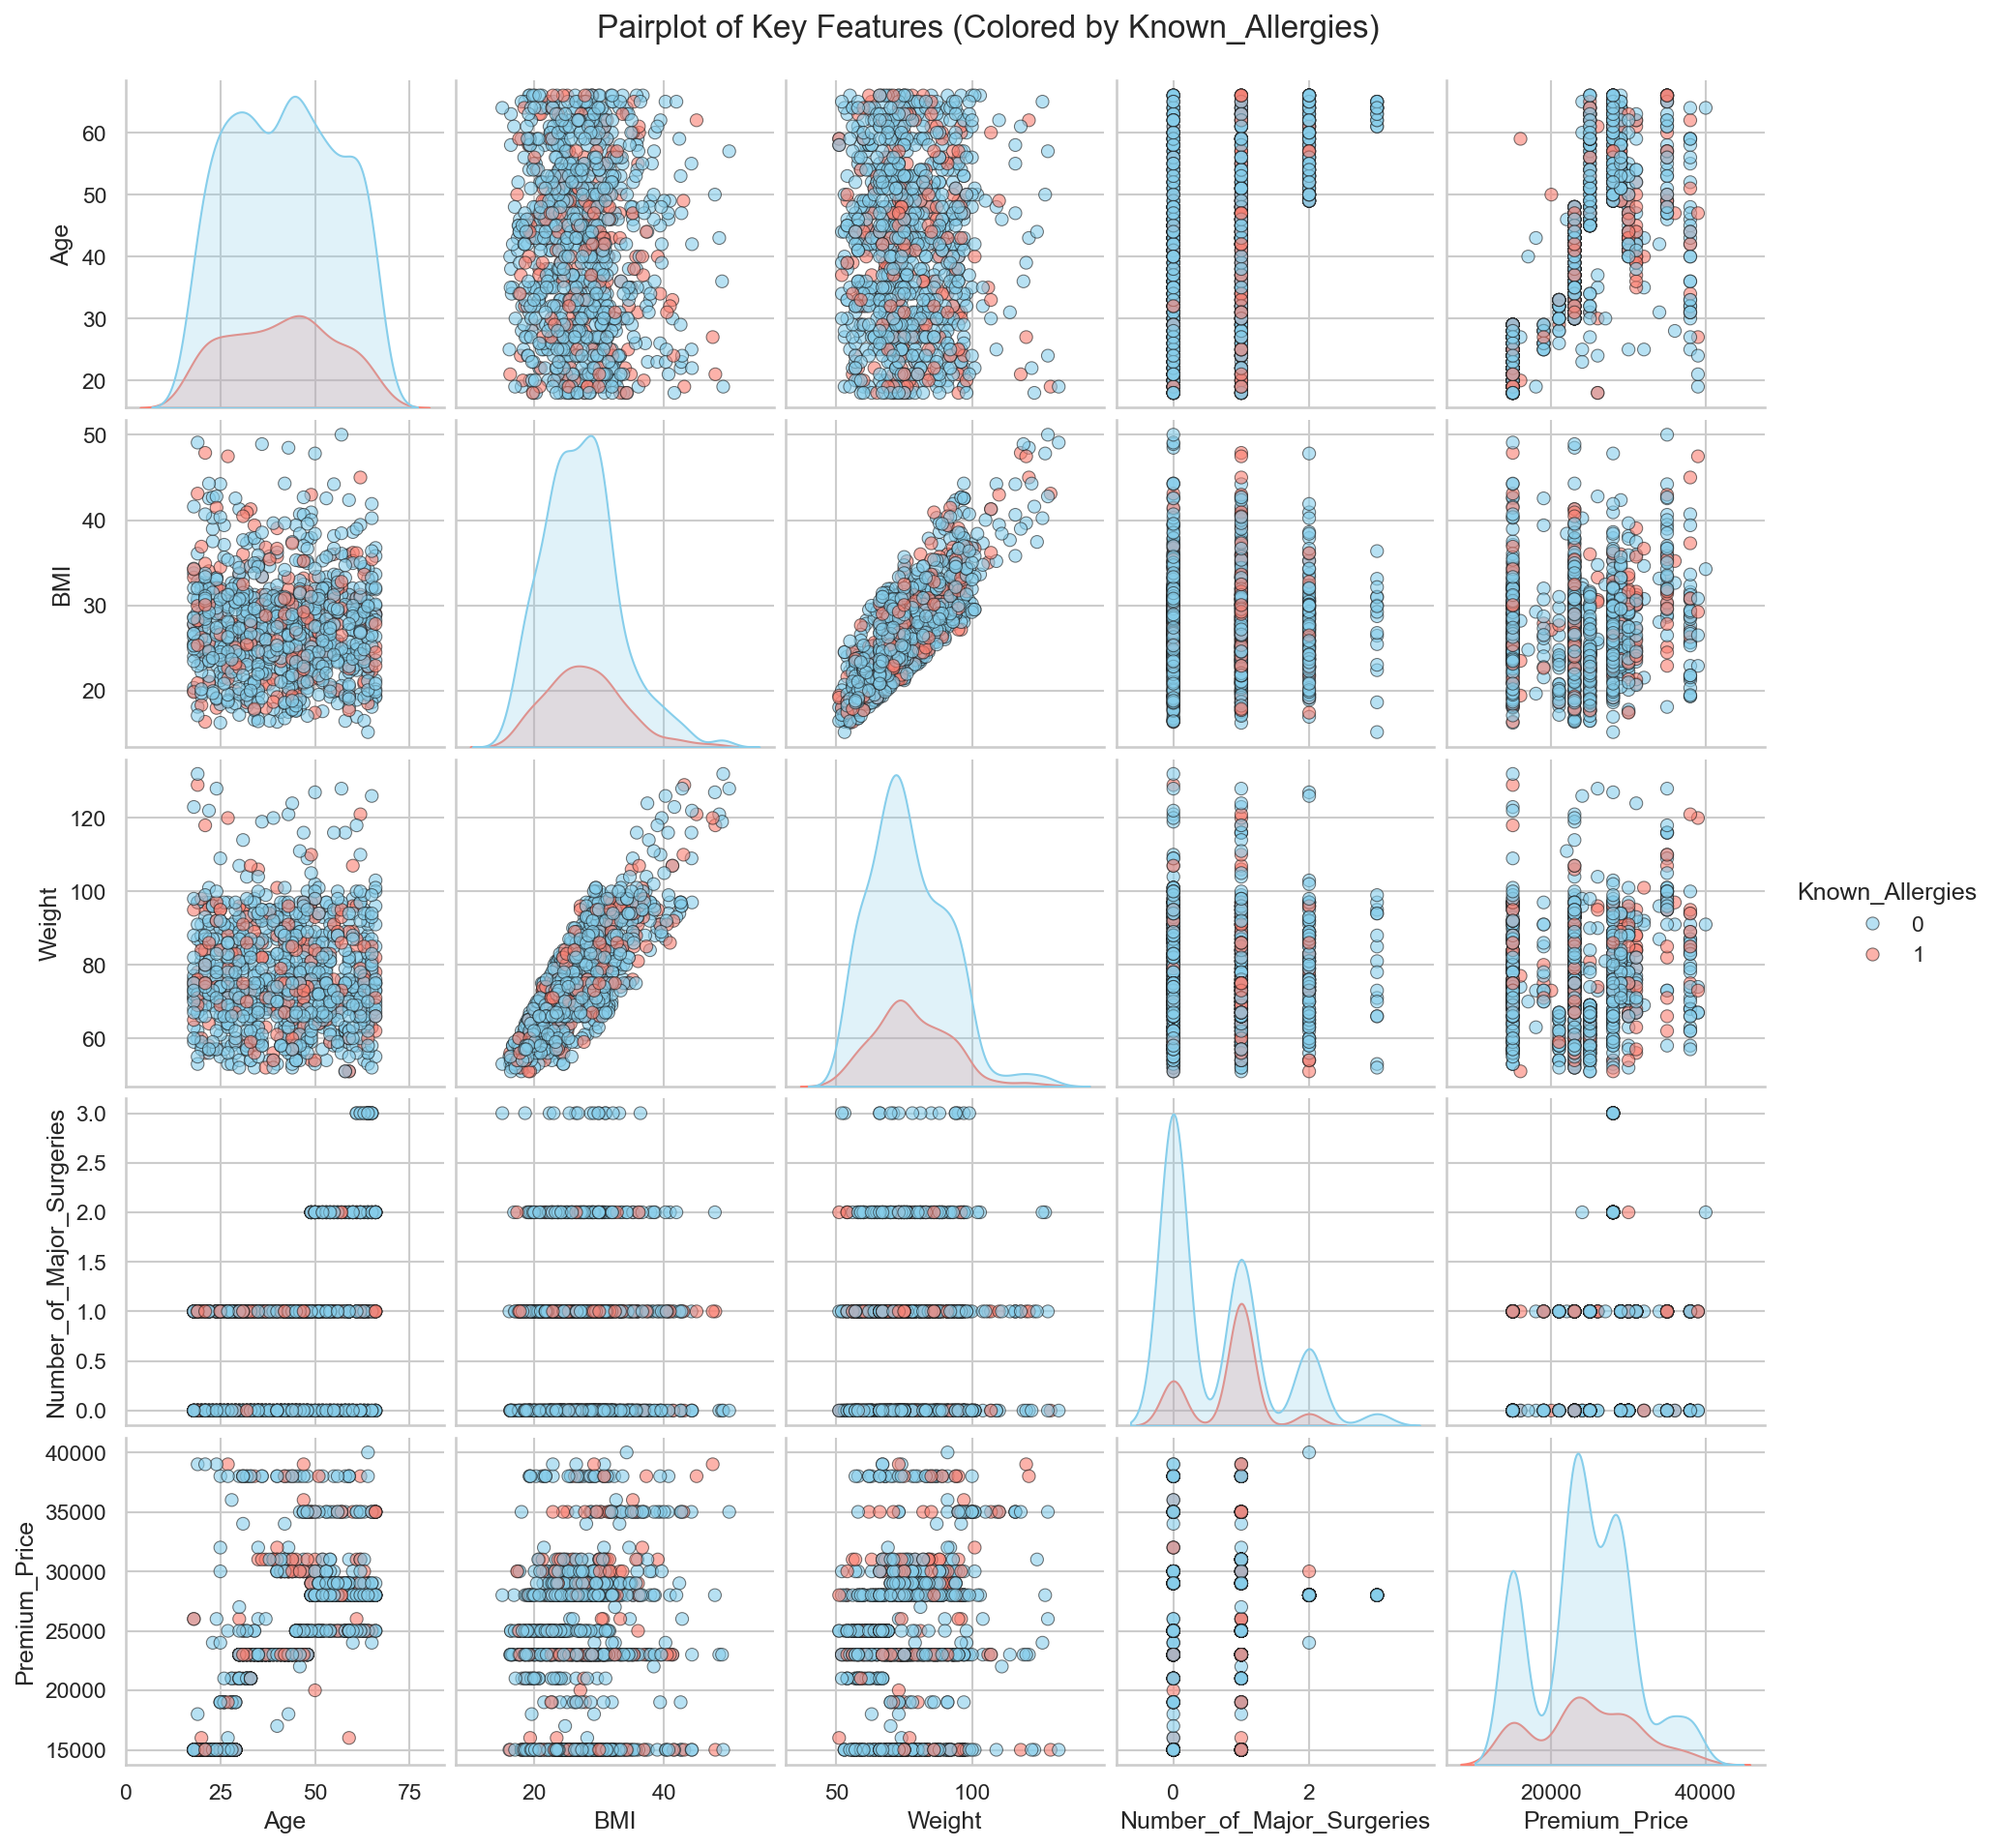 Pairplot of Key Features (Colored by Known_Allergies)
Age
60
50
40
30
20
BMI
50
40
30
20
Weight
120
100
80
60
Known_Allergies
0
1
Number_of_Major_Surgeries
3.0
2.5
2.0
1.5
1.0
0.5
0.0
Premium_Price
40000
35000
30000
25000
20000
15000
0 25 50 75
20 40
50 100
0 2
20000 40000
Age
BMI
Weight
Number_of_Major_Surgeries
Premium_Price